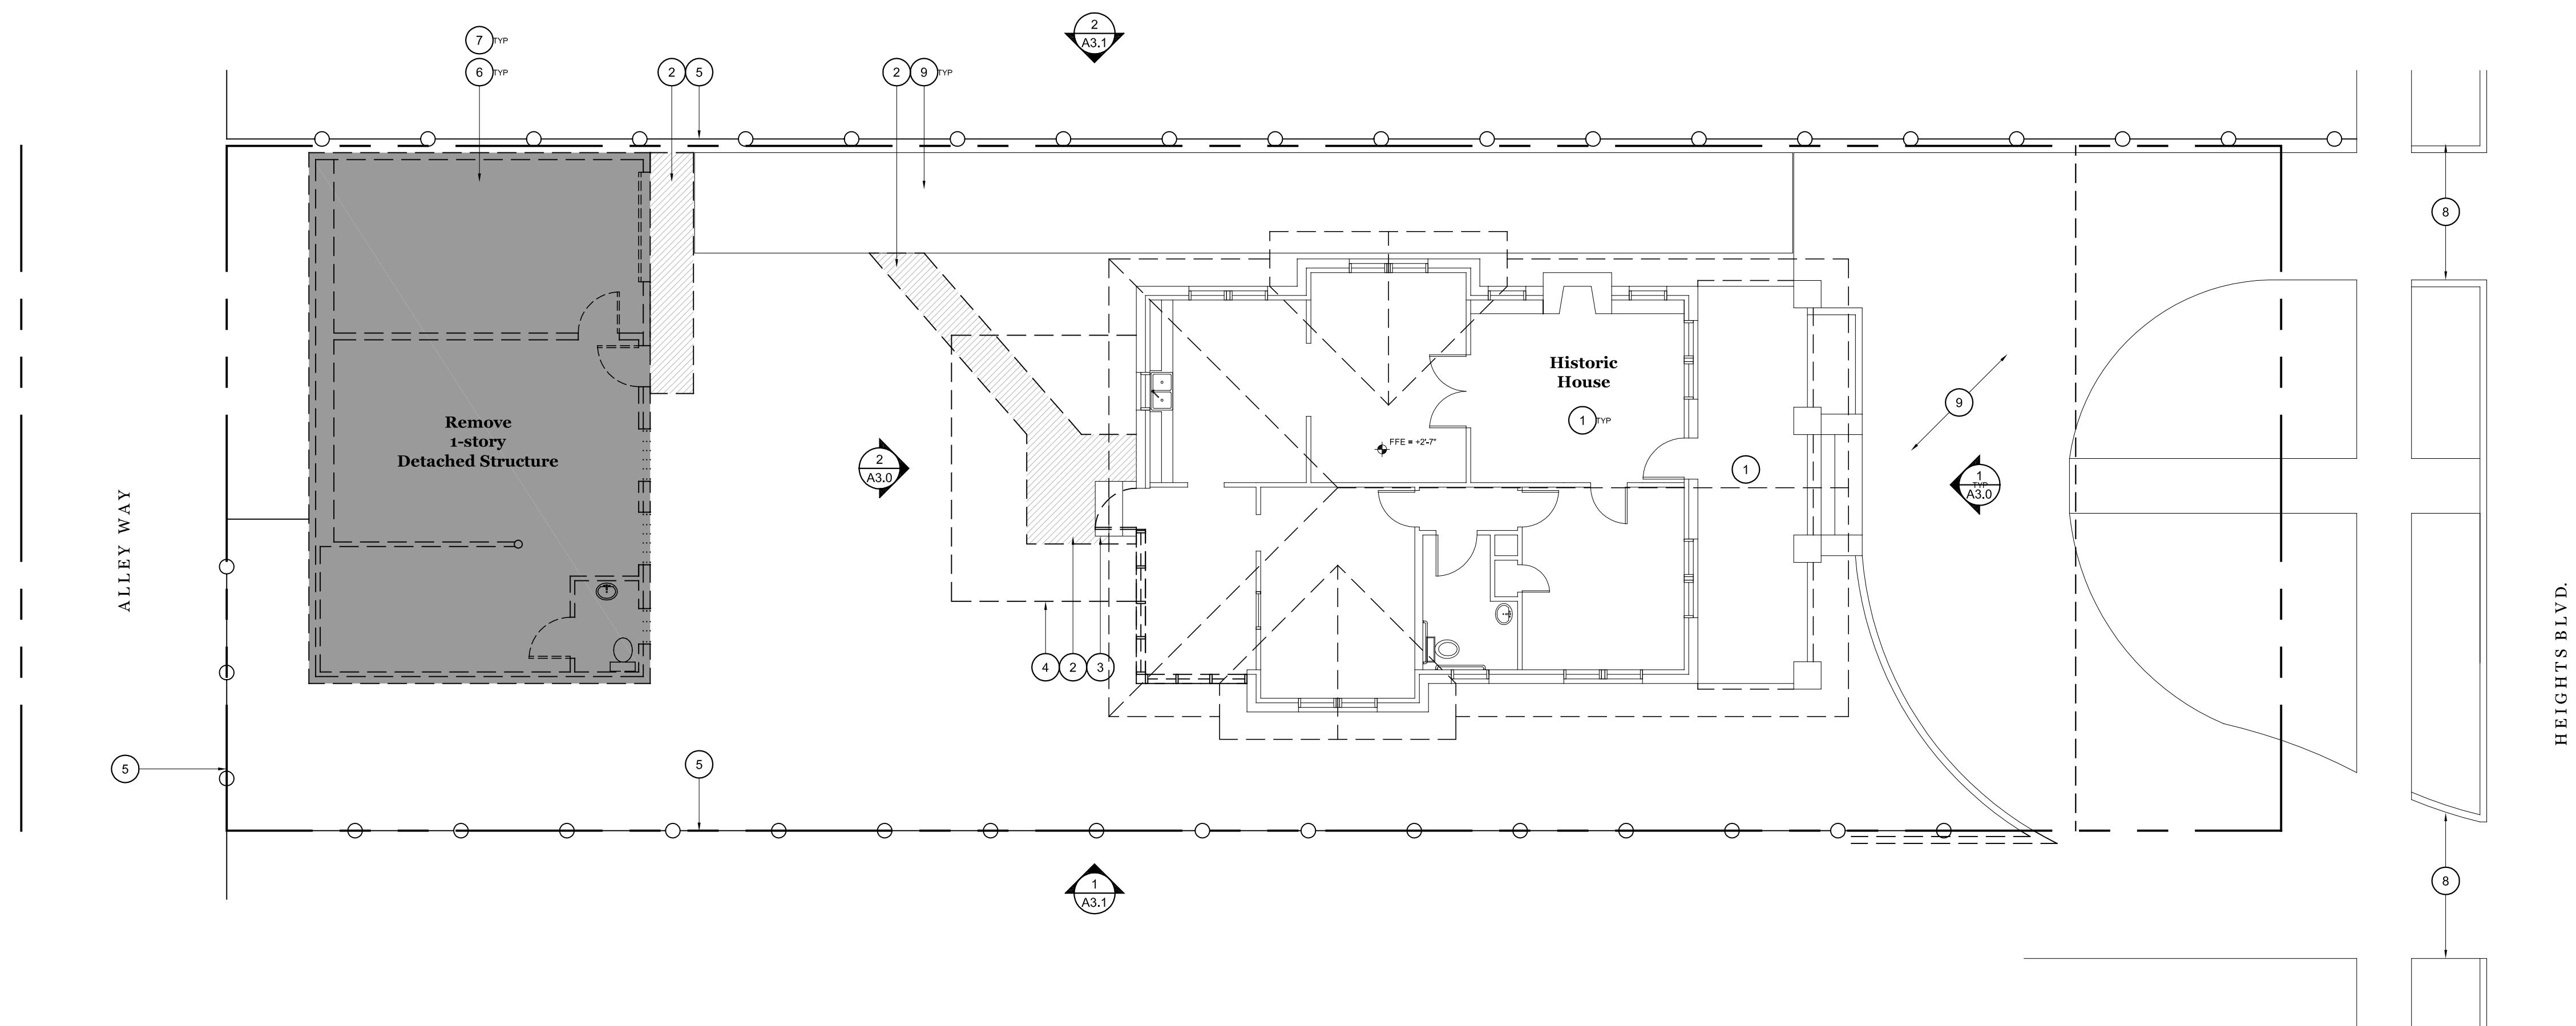 2
A3.1
7 TYP
6 TYP
2 5
2 9 TYP
8
Historic
House
1 TYP
9
Remove
1-story
Detached Structure
FFE = +2'-7"
2
A3.0
1
1
TYP
A3.0
ALLEY WAY
HEIGHTS BLVD.
4 2 3
5
5
1
A3.1
8